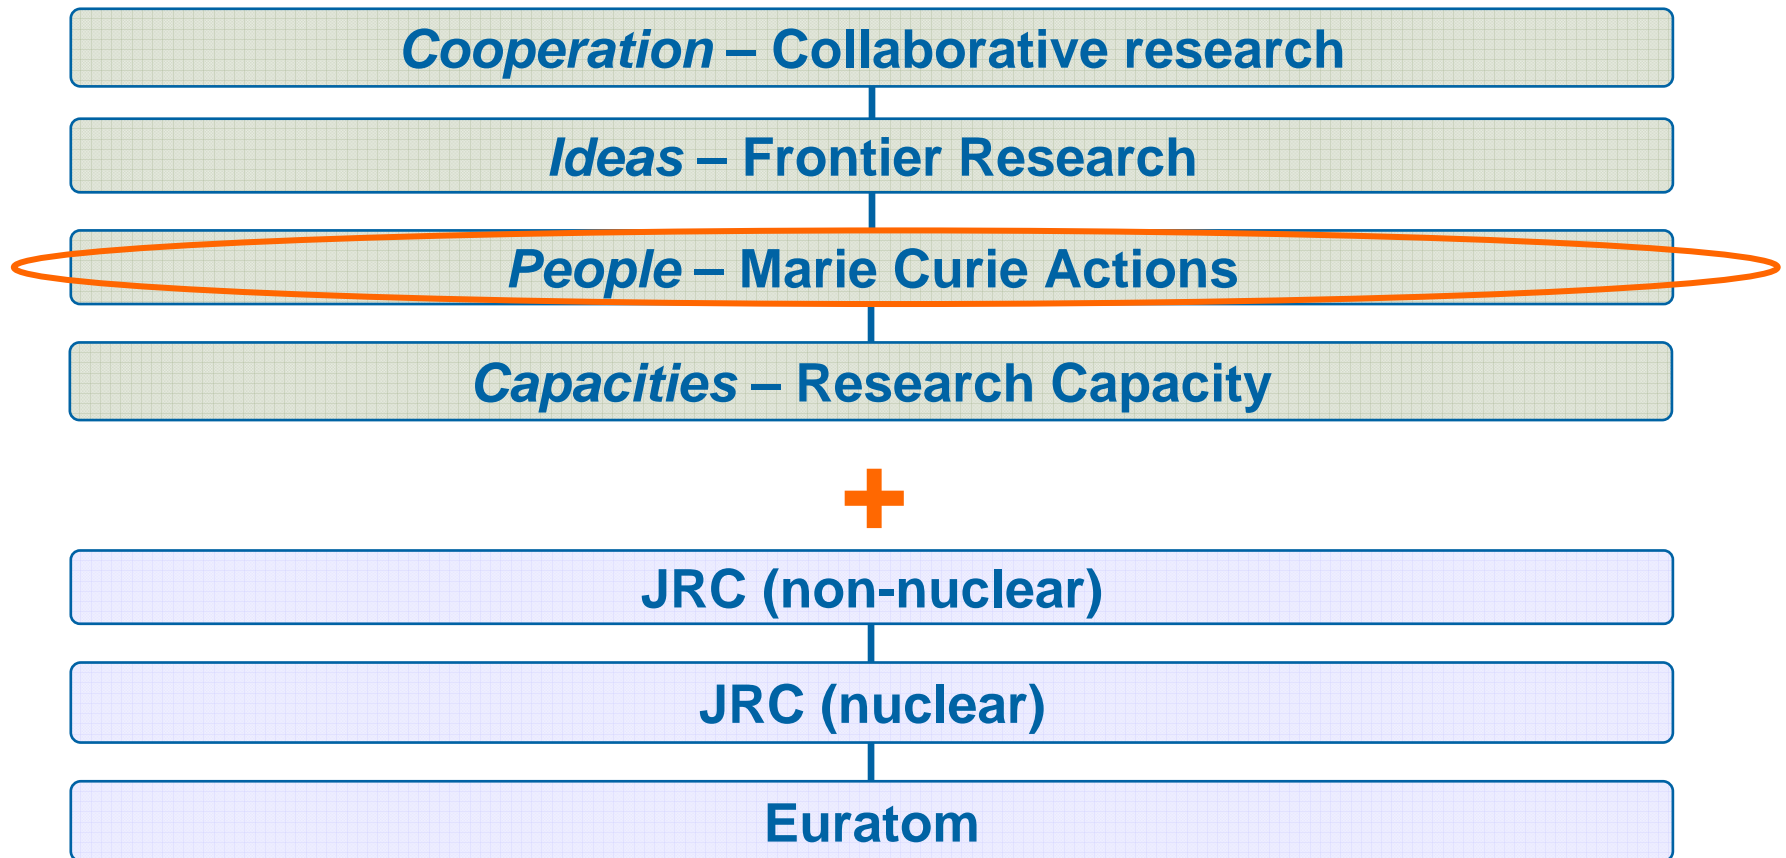 Cooperation – Collaborative research
Ideas – Frontier Research
People – Marie Curie Actions
Capacities – Research Capacity
+
JRC (non-nuclear)
JRC (nuclear)
Euratom